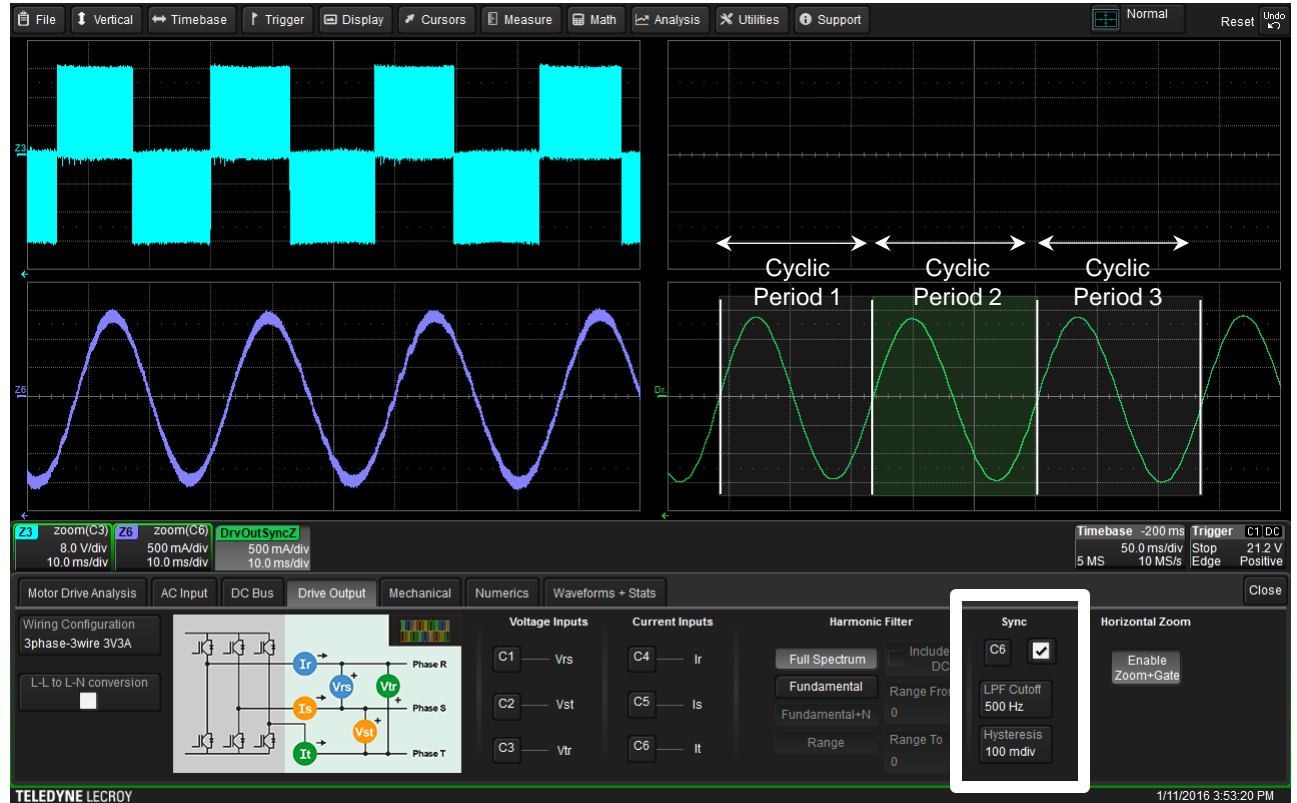 File Vertical Timebase Trigger Display Cursors Measure Math Analysis Utilities Support Normal Reset Undo
Z3
Cyclic Period 1
Cyclic Period 2
Cyclic Period 3
Z6
Dr.
Z3 zoom(C3)
8.0 V/div
10.0 ms/div
Z6 zoom(C6)
500 mA/div
10.0 ms/div
DrvOutSyncZ
500 mA/div
10.0 ms/div
Timebase -200 ms
50.0 ms/div
5 MS 10 MS/s
Trigger C1 DC
Stop 21.2 V
Edge Positive
Motor Drive Analysis AC Input DC Bus Drive Output Mechanical Numerics Waveforms + Stats Close
Wiring Configuration
3phase-3wire 3V3A
L-L to L-N conversion
Ir
Is
It
Vrs
Vst
Vtr
+
+
+
Phase R
Phase S
Phase T
Voltage Inputs
C1 Vrs
C2 Vst
C3 Vtr
Current Inputs
C4 Ir
C5 Is
C6 It
Harmonic Filter
Full Spectrum
Fundamental
Fundamental+N
Range
Include
DC
Range From
0
Range To
0
Sync
C6
LPF Cutoff
500 Hz
Hysteresis
100 mdiv
Horizontal Zoom
Enable
Zoom+Gate
TELEDYNE LECROY
1/11/2016 3:53:20 PM